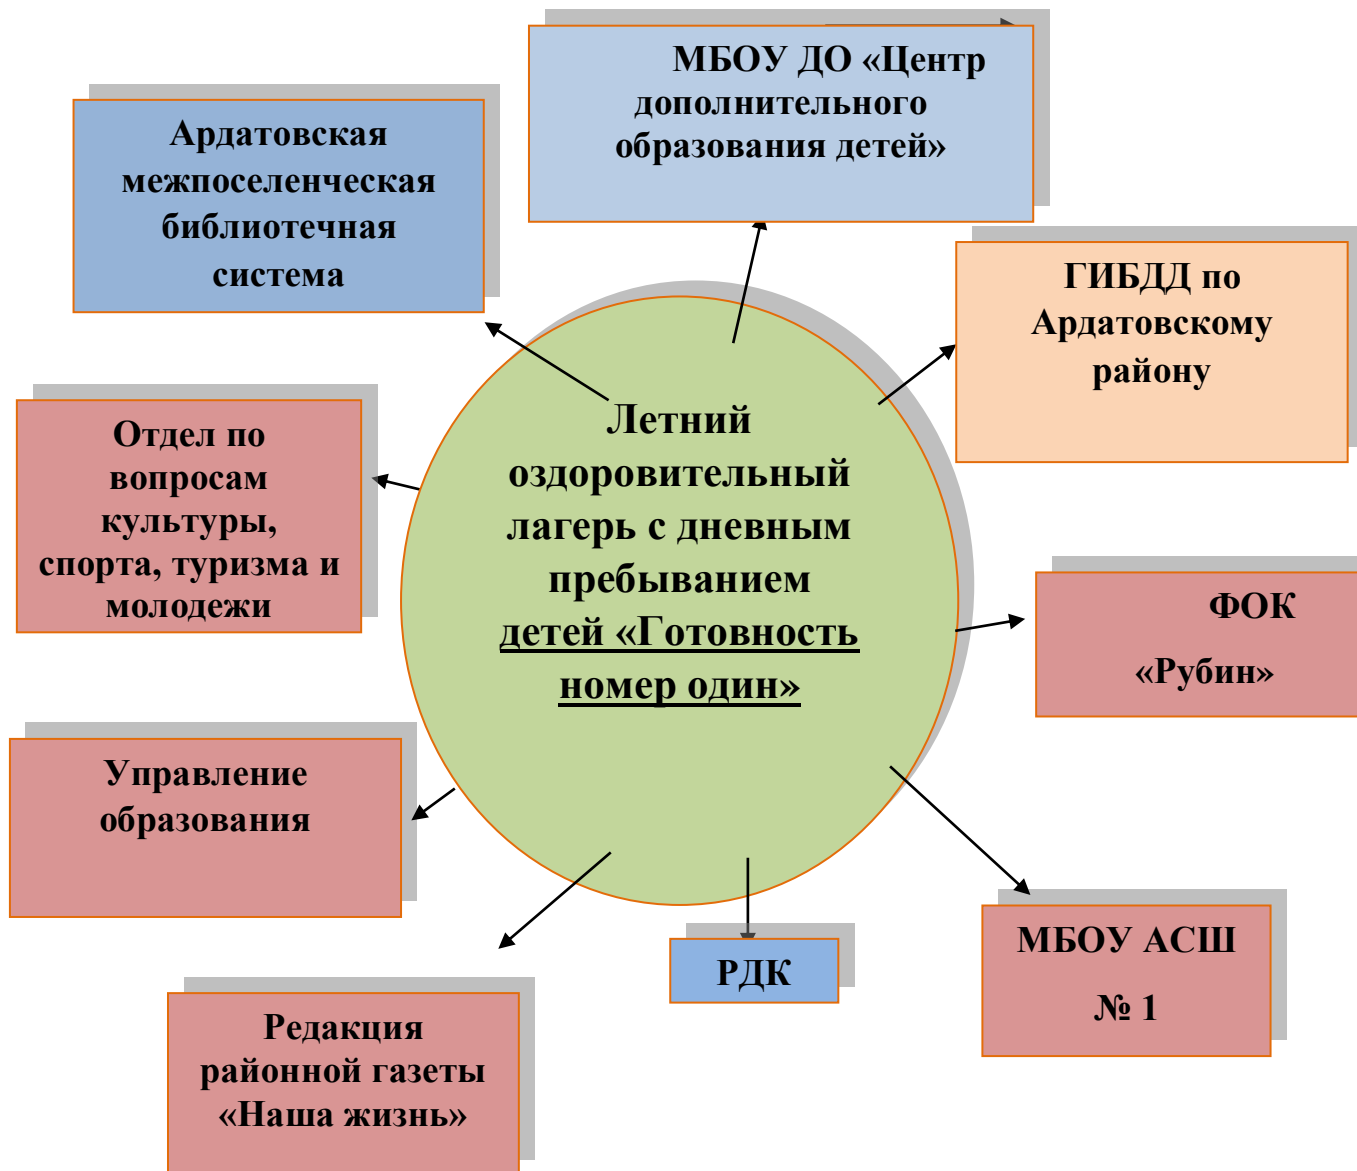 МБОУ ДО «Центр
дополнительного
образования детей»
Ардатовская
межпоселенческая
библиотечная
система
ГИБДД по
Ардатовскому
району
Летний
оздоровительный
лагерь с дневным
пребыванием
детей «Готовность
номер один»
Отдел по
вопросам
культуры,
спорта, туризма и
молодежи
ФОК
«Рубин»
Управление
образования
МБОУ АСШ
№ 1
РДК
Редакция
районной газеты
«Наша жизнь»